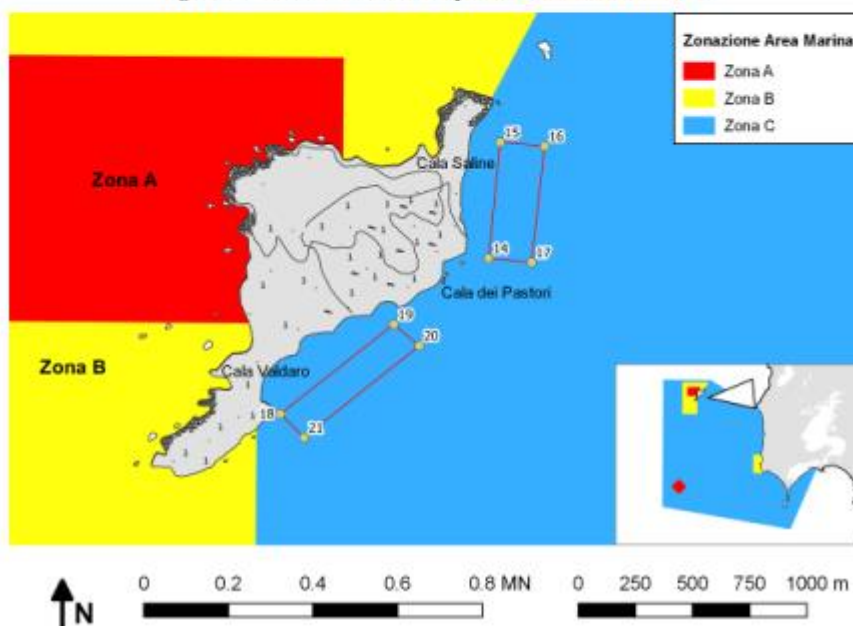 Zonazione Area Marina
Zona A
Zona B
Zona C
15
16
Cala Saline
Zona A
14
17
Cala dei Pastori
19
20
Zona B
Cala Valdaro
18
21
N
0 0.2 0.4 0.6 0.8 MN
0 250 500 750 1000 m